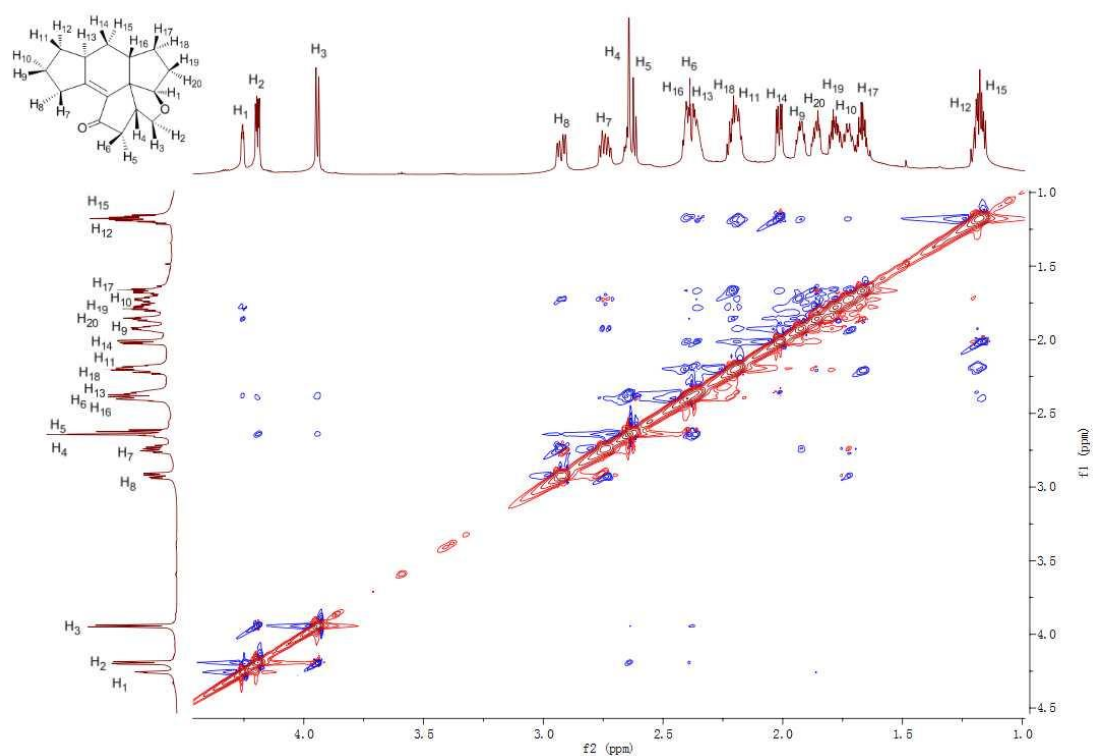 H14 H15
H12 H17
H11 H13 H16 H18
H10 H19
H9 H20
H1
H8 H7 O
O H2
H4 H3
H6 H5
H1 H2 H3 H8 H7 H4 H5 H16 H6 H13 H18 H11 H14 H9 H20 H19 H10 H17 H12 H15
H15
H12
H17
H10
H19
H20
H9
H14
H11
H18
H13
H6 H16
H5
H4 H7
H8
H3
H2
H1
1.0
1.5
2.0
2.5
3.0
3.5
4.0
4.5
f1 (ppm)
4.0 3.5 3.0 2.5 2.0 1.5 1.0
f2 (ppm)